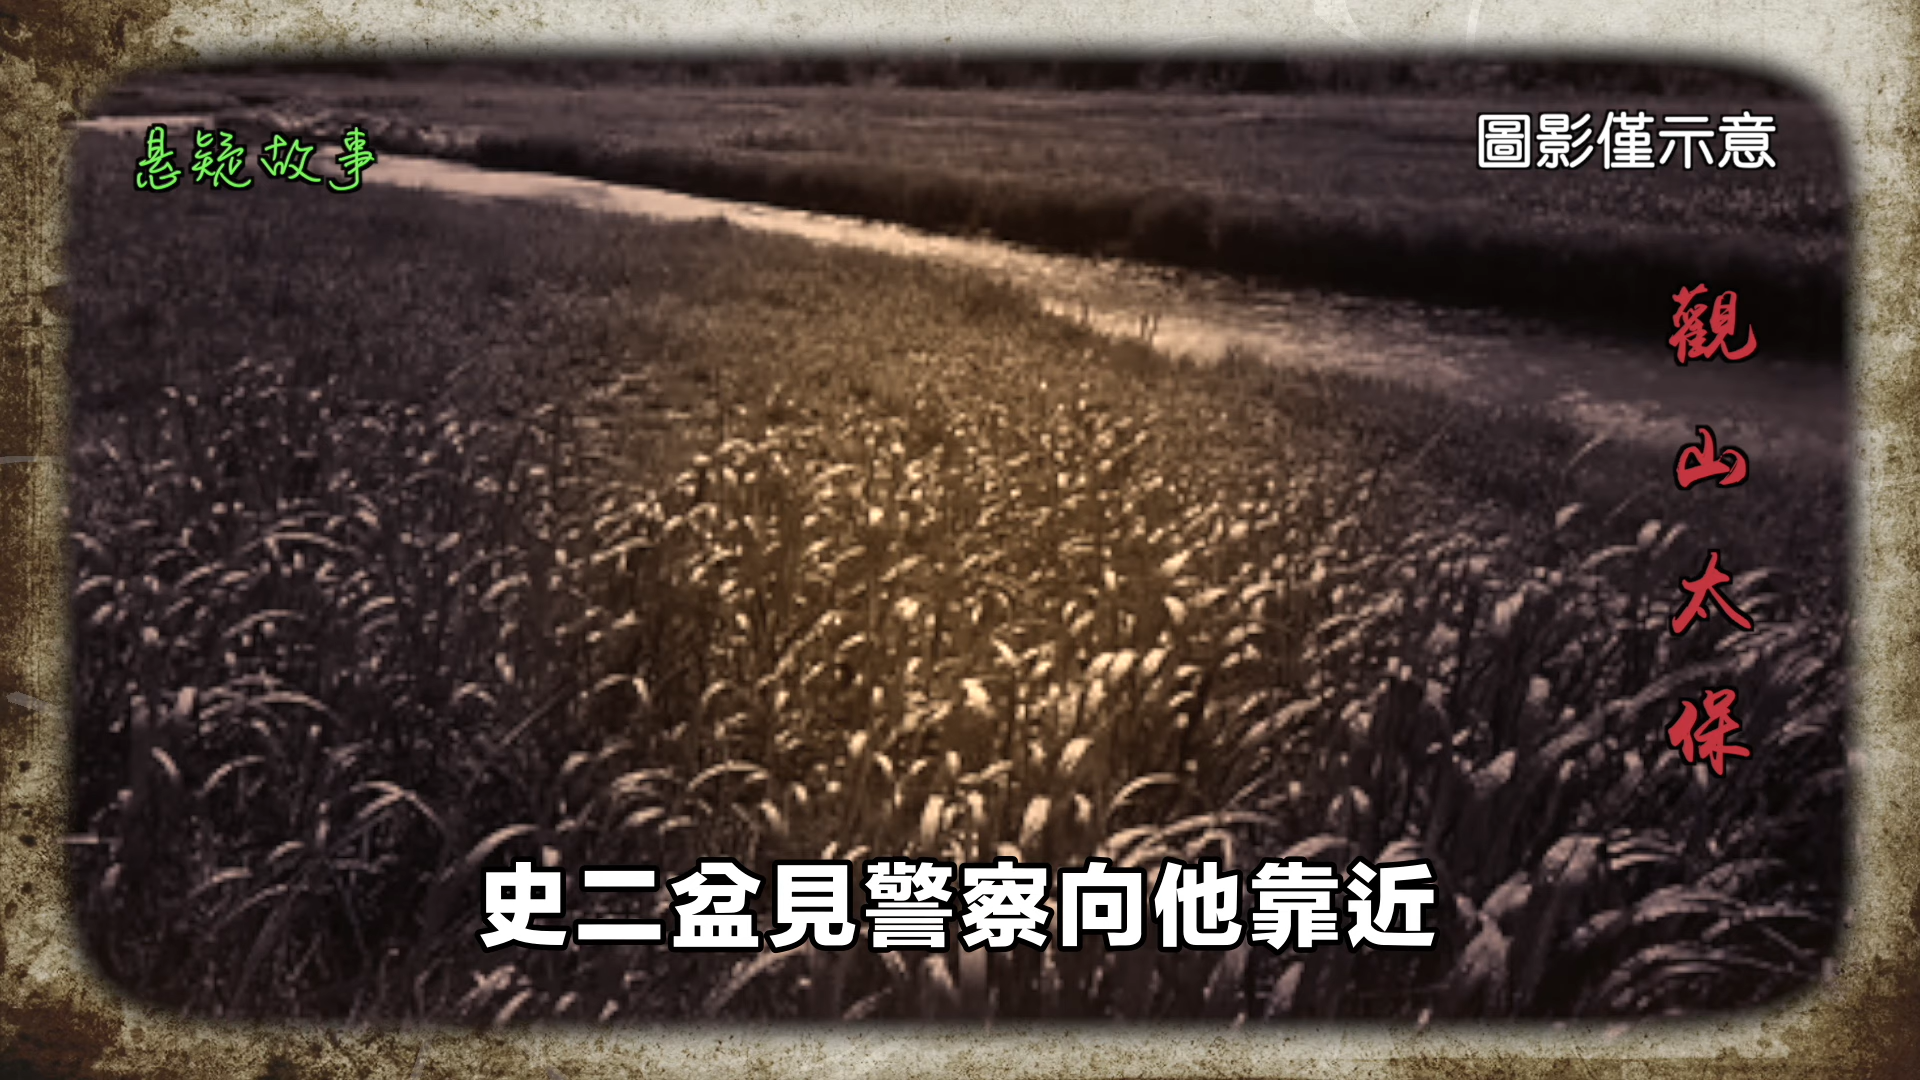 悬疑故事
圖影僅示意
觀山太保
史二盆見警察向他靠近